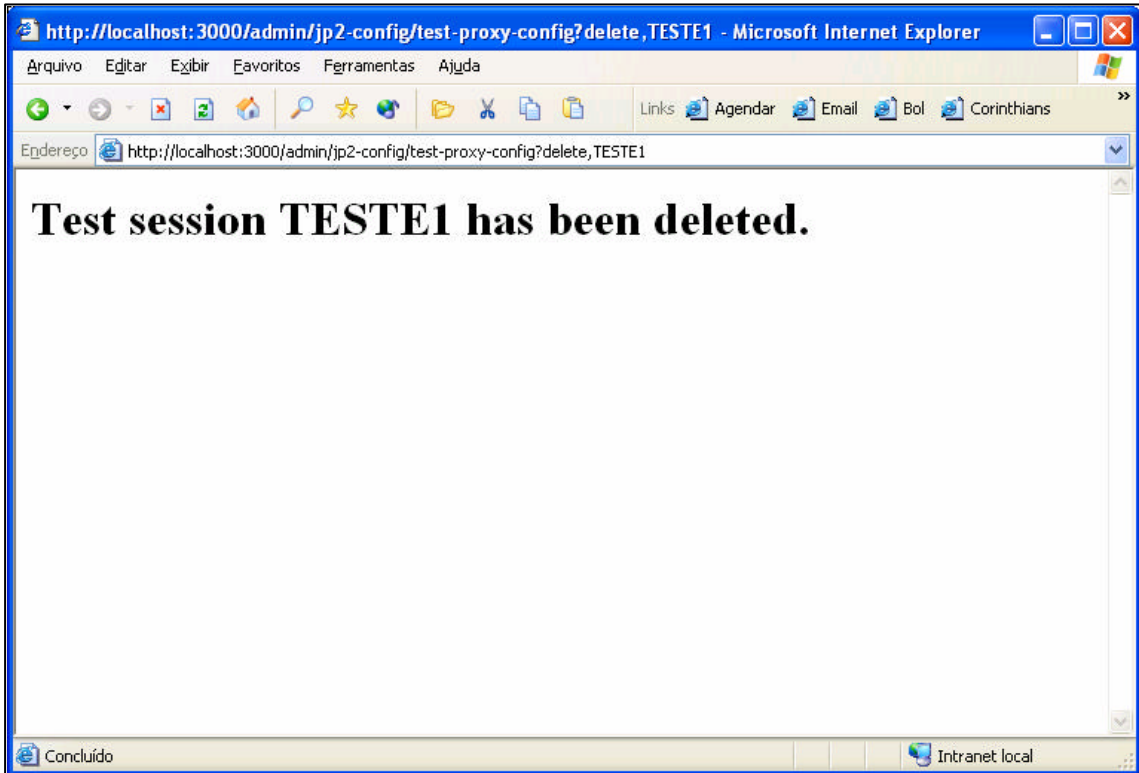 http://localhost:3000/admin/jp2-config/test-proxy-config?delete,TESTE1 - Microsoft Internet Explorer
Arquivo Editar Exibir Favoritos Ferramentas Ajuda
Links Agendar Email Bol Corinthians »
Endereço http://localhost:3000/admin/jp2-config/test-proxy-config?delete,TESTE1
Test session TESTE1 has been deleted.
Concluído Intranet local